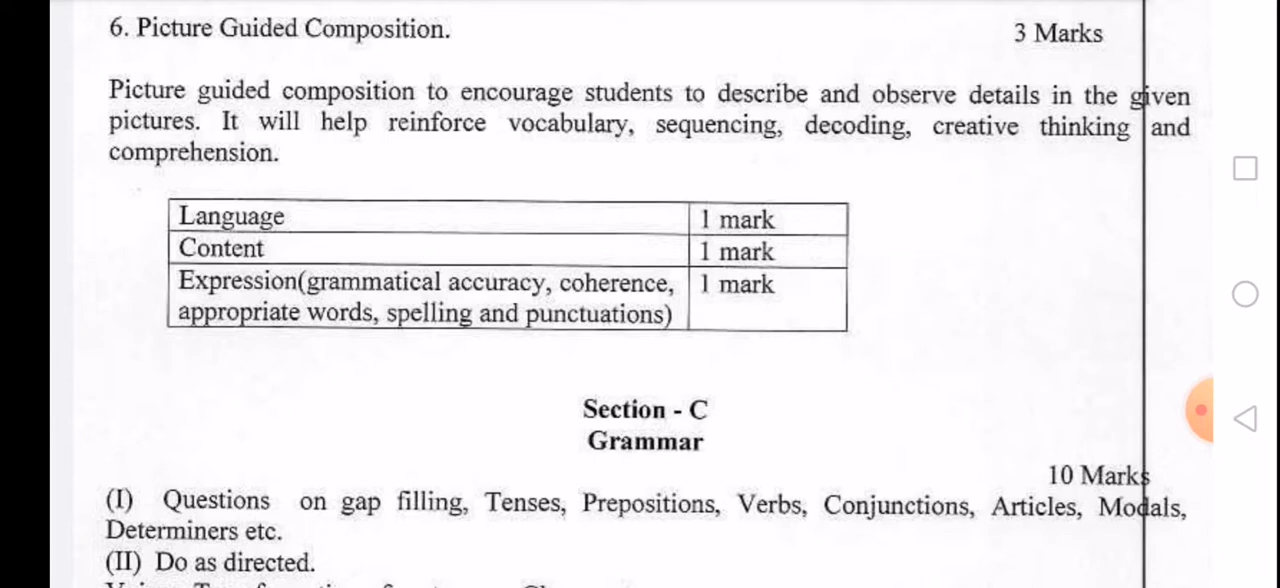 6. Picture Guided Composition. 3 Marks
Picture guided composition to encourage students to describe and observe details in the given
pictures. It will help reinforce vocabulary, sequencing, decoding, creative thinking and
comprehension.
Language 1 mark
Content 1 mark
Expression(grammatical accuracy, coherence, 1 mark
appropriate words, spelling and punctuations)
Section - C
Grammar
10 Marks
(I) Questions on gap filling, Tenses, Prepositions, Verbs, Conjunctions, Articles, Modals,
Determiners etc.
(II) Do as directed.